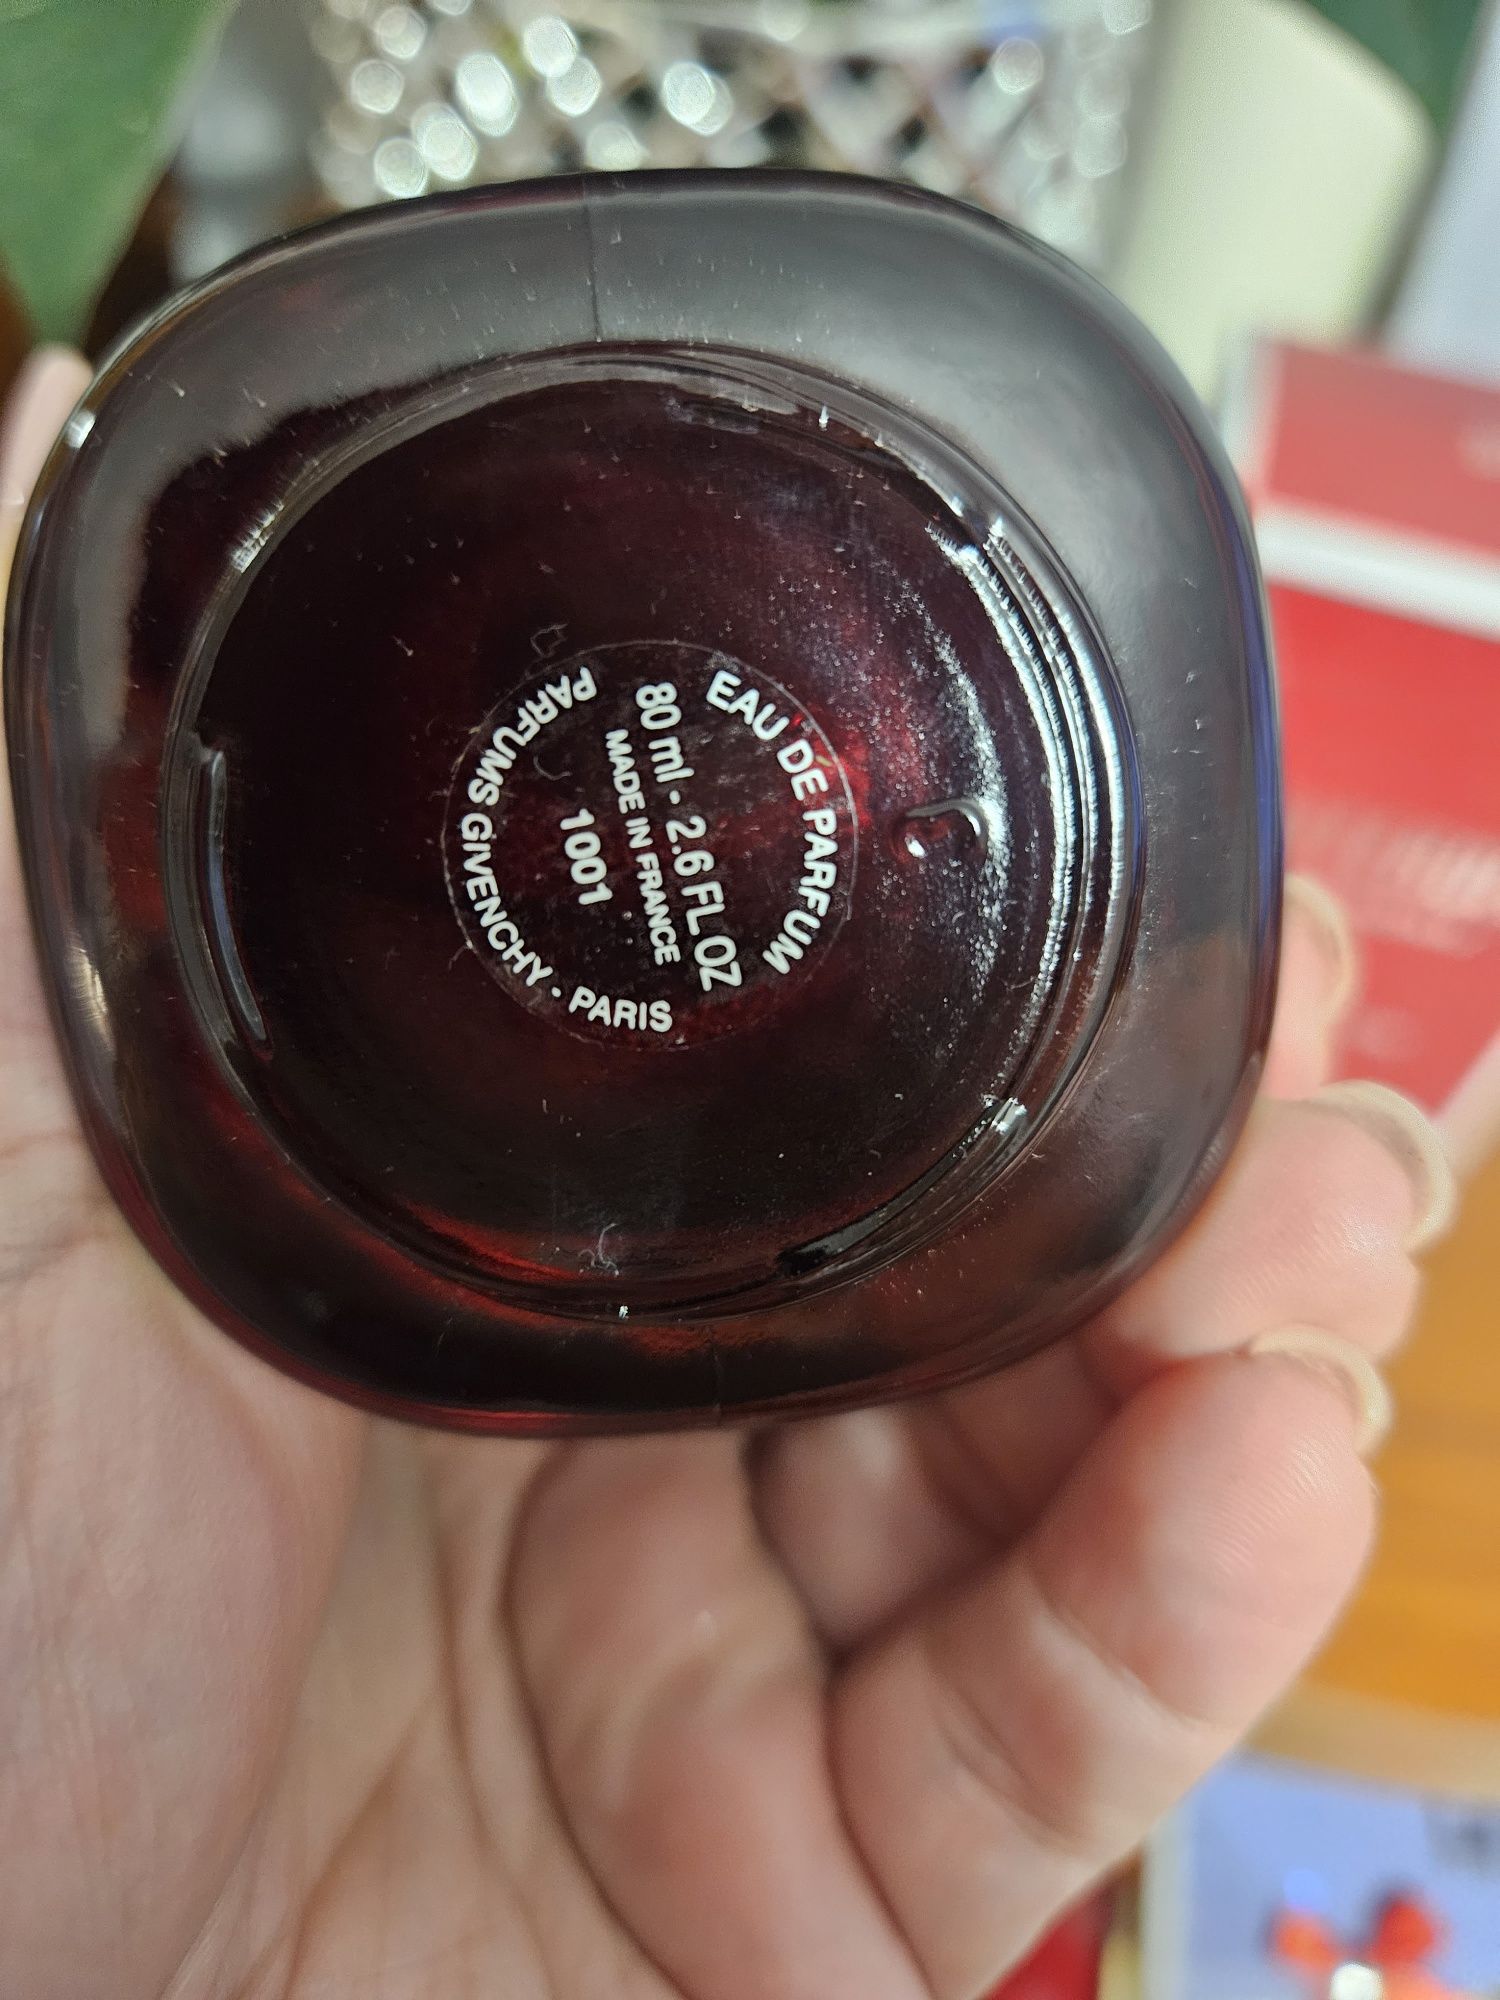 EAU DE PARFUM
80 ml · 2.6 FL OZ
MADE IN FRANCE
1001
PARFUMS GIVENCHY · PARIS